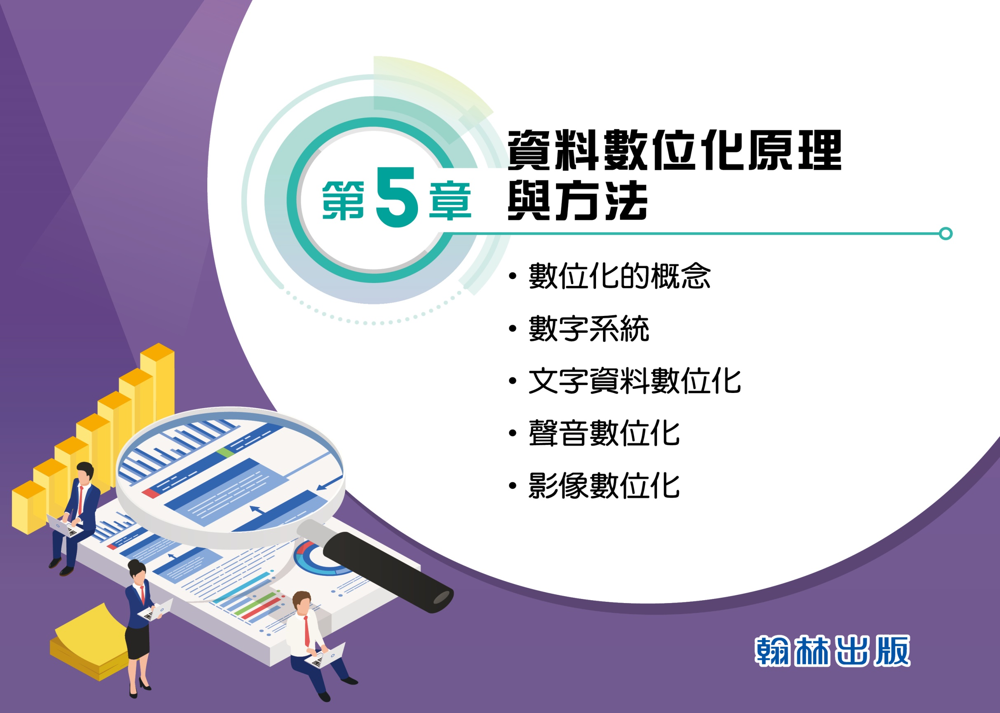 第5章
資料數位化原理
與方法
• 數位化的概念
• 數字系統
• 文字資料數位化
• 聲音數位化
• 影像數位化
翰林出版